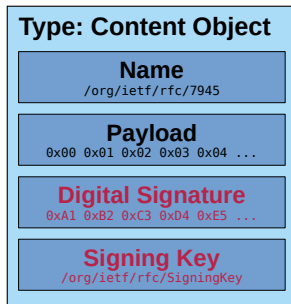 Type: Content Object
Name
/org/ietf/rfc/7945
Payload
0x00 0x01 0x02 0x03 0x04 ...
Digital Signature
0xA1 0xB2 0xC3 0xD4 0xE5 ...
Signing Key
/org/ietf/rfc/SigningKey